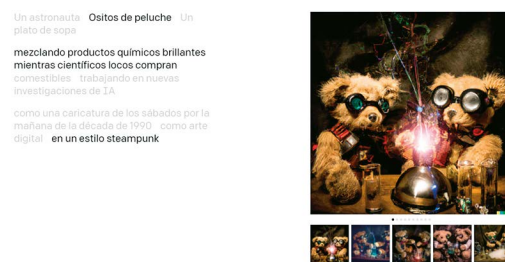 Un astronauta Ositos de peluche Un
plato de sopa
mezclando productos químicos brillantes
mientras científicos locos compran
comestibles trabajando en nuevas
investigaciones de IA
como una caricatura de los sábados por la
mañana de la década de 1990 como arte
digital en un estilo steampunk